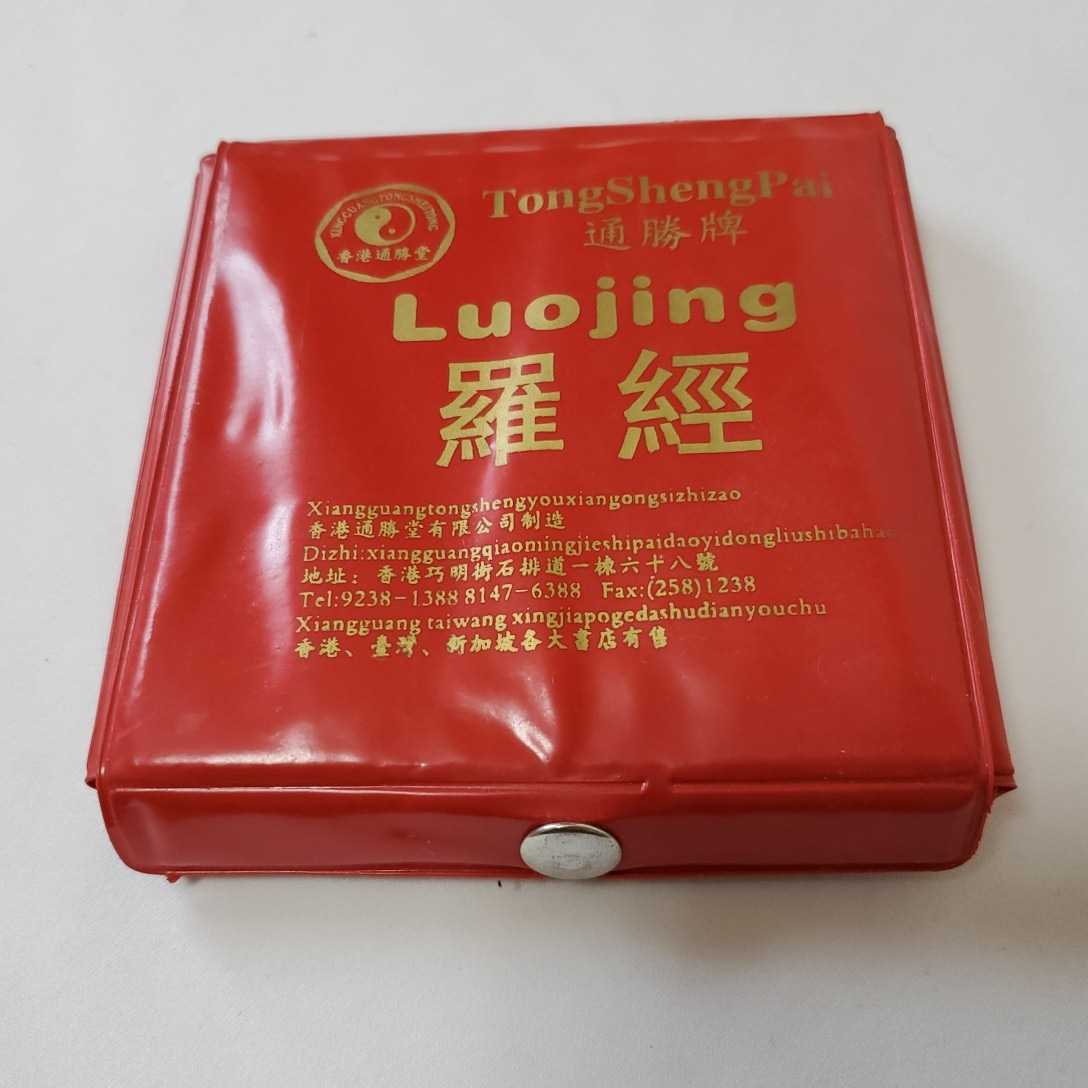 香港通勝堂
TongShengPai
通勝牌
Luojing
羅經
Xiangguangtongshengyouxiangongsizhizao
香港通勝堂有限公司制造
Dizhi:xiangguangqiaomingjieshipaidaoyidongliushibahao
地址：香港巧明街石排道一棟六十八號
Tel:9238-1388 8147-6388 Fax:(258)1238
Xiangguang taiwang xingjiapogedashudianyouchu
香港、臺灣、新加坡各大書店有售